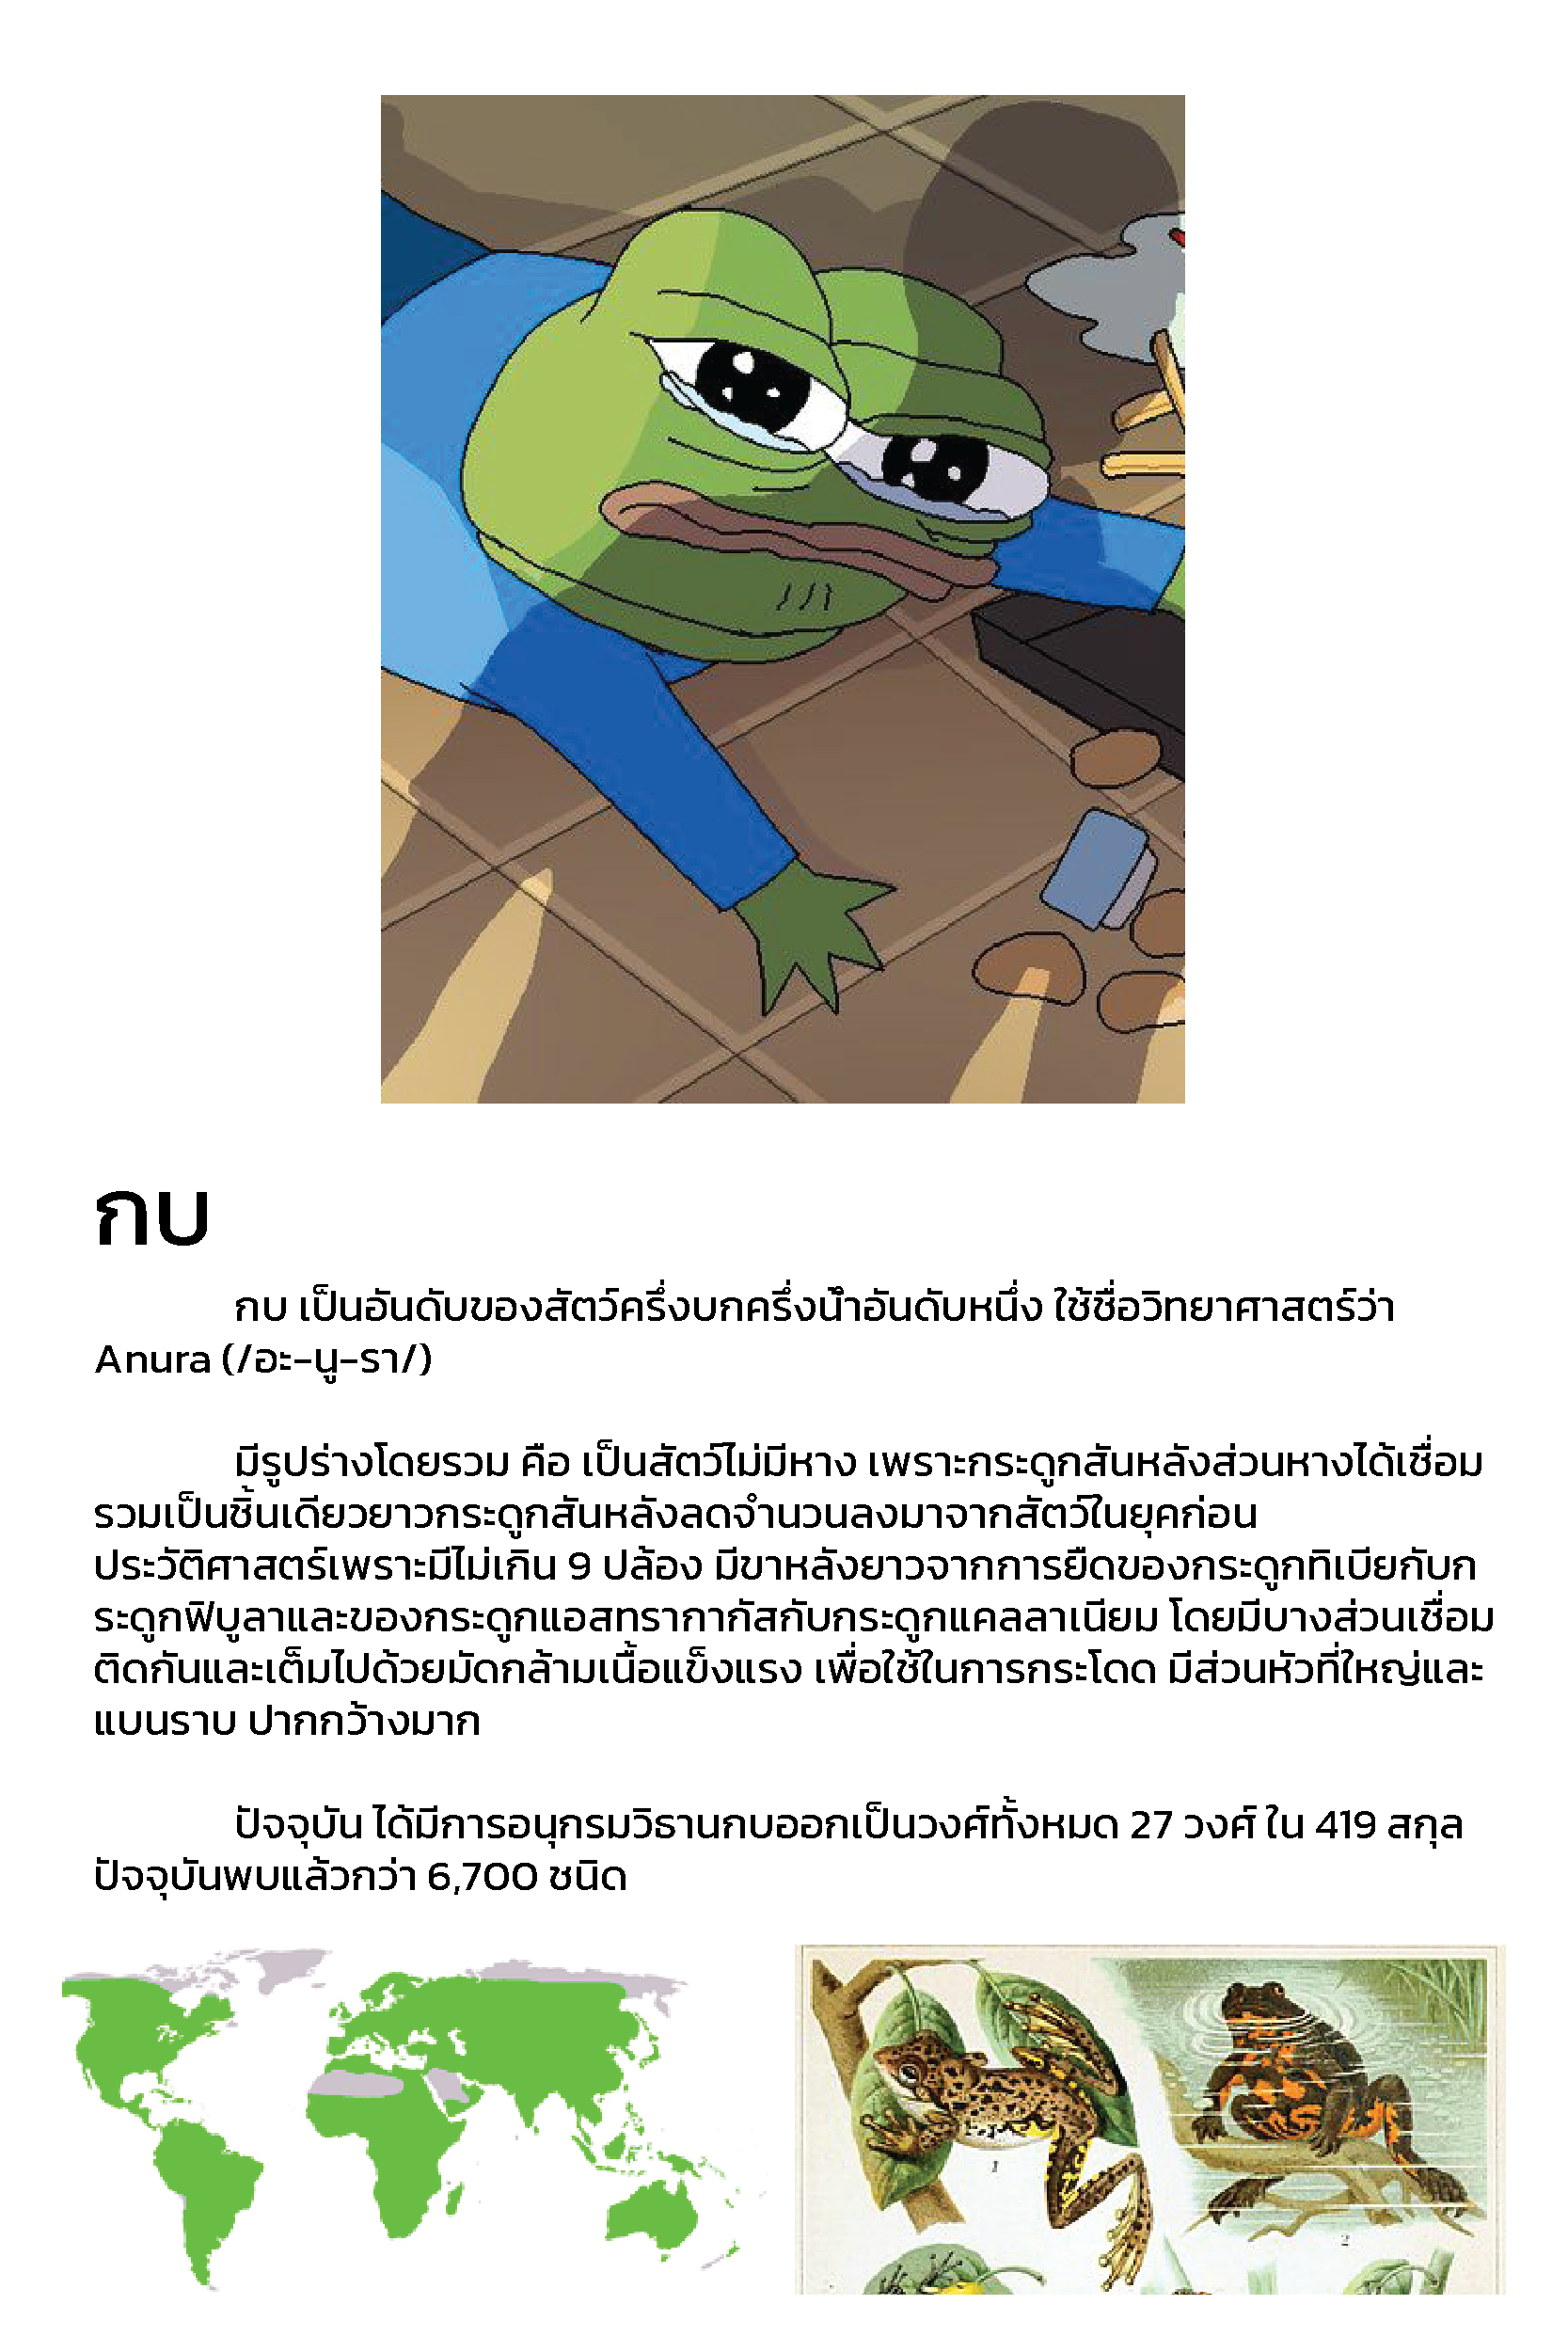 กบ
กบ เป็นอันดับของสัตว์ครึ่งบกครึ่งน้ำอันดับหนึ่ง ใช้ชื่อวิทยาศาสตร์ว่า
Anura (/อะ-นู-รา/)
มีรูปร่างโดยรวม คือ เป็นสัตว์ไม่มีหาง เพราะกระดูกสันหลังส่วนหางได้เชื่อม
รวมเป็นชิ้นเดียวยาวกระดูกสันหลังลดจำนวนลงมาจากสัตว์ในยุคก่อน
ประวัติศาสตร์เพราะมีไม่เกิน 9 ปล้อง มีขาหลังยาวจากการยืดของกระดูกทิเบียกับก
ระดูกฟิบูลาและของกระดูกแอสทรากากัสกับกระดูกแคลลาเนียม โดยมีบางส่วนเชื่อม
ติดกันและเต็มไปด้วยมัดกล้ามเนื้อแข็งแรง เพื่อใช้ในการกระโดด มีส่วนหัวที่ใหญ่และ
แบนราบ ปากกว้างมาก
ปัจจุบัน ได้มีการอนุกรมวิธานกบออกเป็นวงศ์ทั้งหมด 27 วงศ์ ใน 419 สกุล
ปัจจุบันพบแล้วกว่า 6,700 ชนิด
1
2